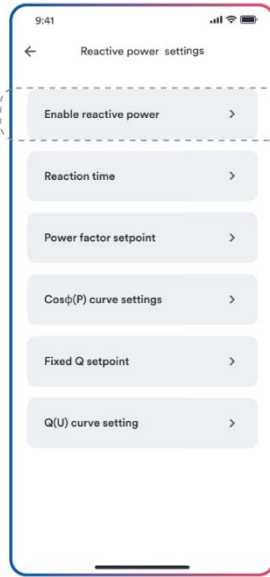 9:41
Reactive power settings
Enable reactive power
Reaction time
Power factor setpoint
Cosϕ(P) curve settings
Fixed Q setpoint
Q(U) curve setting